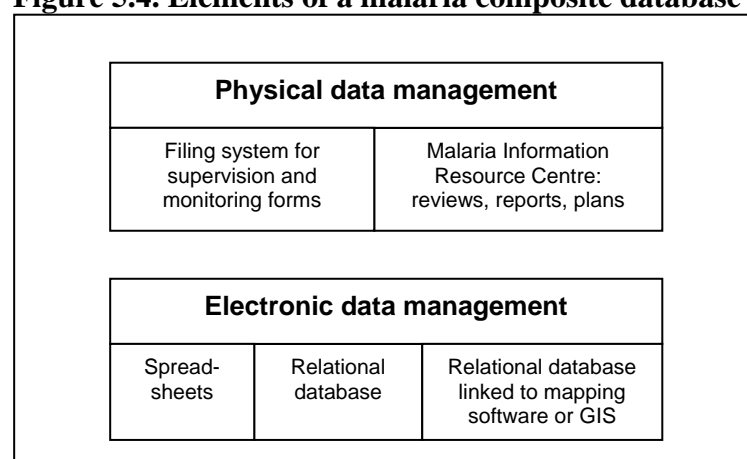 Figure 5.4. Elements of a malaria composite database
Physical data management
Filing system for
supervision and
monitoring forms
Malaria Information
Resource Centre:
reviews, reports, plans
Electronic data management
Spread-
sheets
Relational
database
Relational database
linked to mapping
software or GIS